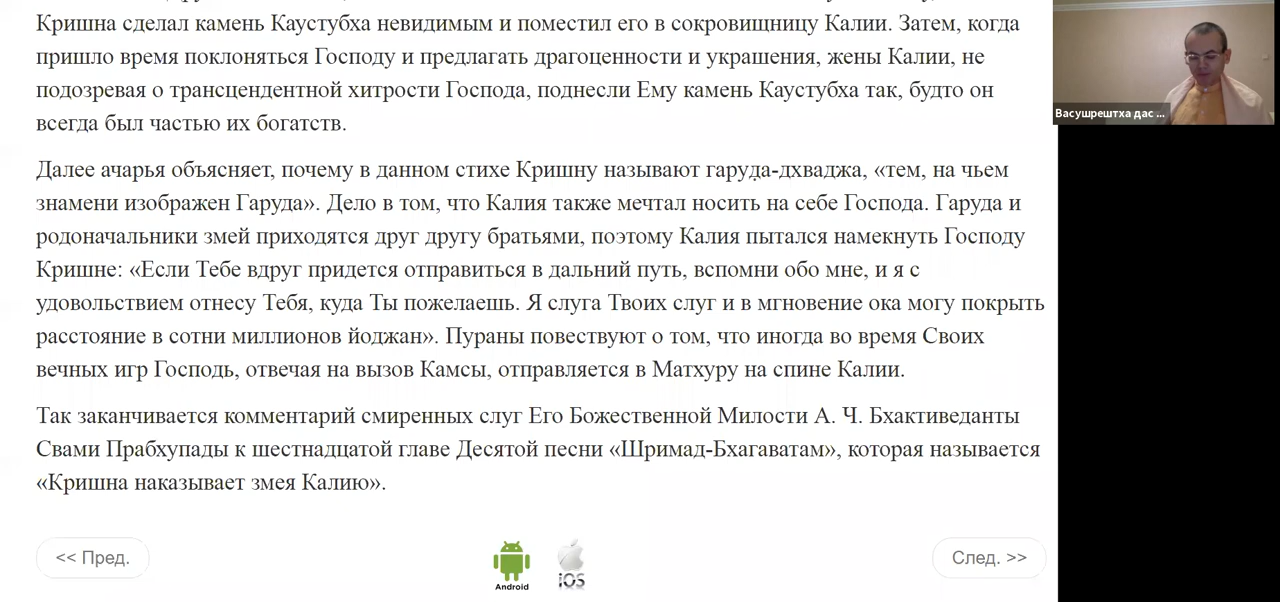 Кришна сделал камень Каустубха невидимым и поместил его в сокровищницу Калии. Затем, когда
пришло время поклоняться Господу и предлагать драгоценности и украшения, жены Калии, не
подозревая о трансцендентной хитрости Господа, поднесли Ему камень Каустубха так, будто он
всегда был частью их богатств.
Далее ачарья объясняет, почему в данном стихе Кришну называют гаруда-дхваджа, «тем, на чьем
знамени изображен Гаруда». Дело в том, что Калия также мечтал носить на себе Господа. Гаруда и
родоначальники змей приходятся друг другу братьями, поэтому Калия пытался намекнуть Господу
Кришне: «Если Тебе вдруг придется отправиться в дальний путь, вспомни обо мне, и я с
удовольствием отнесу Тебя, куда Ты пожелаешь. Я слуга Твоих слуг и в мгновение ока могу покрыть
расстояние в сотни миллионов йоджан». Пураны повествуют о том, что иногда во время Своих
вечных игр Господь, отвечая на вызов Камсы, отправляется в Матхуру на спине Калии.
Так заканчивается комментарий смиренных слуг Его Божественной Милости А. Ч. Бхактиведанты
Свами Прабхупады к шестнадцатой главе Десятой песни «Шримад-Бхагаватам», которая называется
«Кришна наказывает змея Калию».
<< Пред.
Android
iOS
След. >>
Васушрештха дас ...